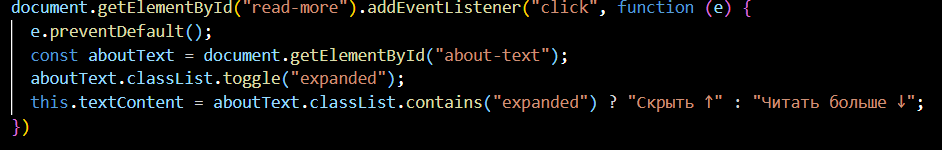 document.getElementById("read-more").addEventListener("click", function (e) {
  e.preventDefault();
  const aboutText = document.getElementById("about-text");
  aboutText.classList.toggle("expanded");
  this.textContent = aboutText.classList.contains("expanded") ? "Скрыть ↑" : "Читать больше ↓";
})